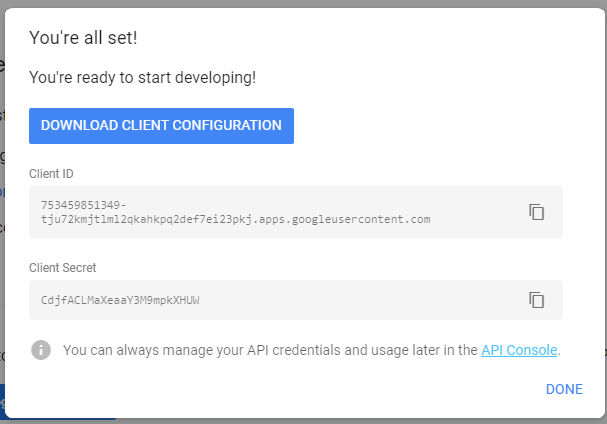 You're all set!
You're ready to start developing!
DOWNLOAD CLIENT CONFIGURATION
Client ID
753459851349-
tju72kmjtlml2qkahkpq2def7ei23pkj.apps.googleusercontent.com
Client Secret
CdjfACLMaXeaaY3M9mpkXHUW
You can always manage your API credentials and usage later in the API Console.
DONE